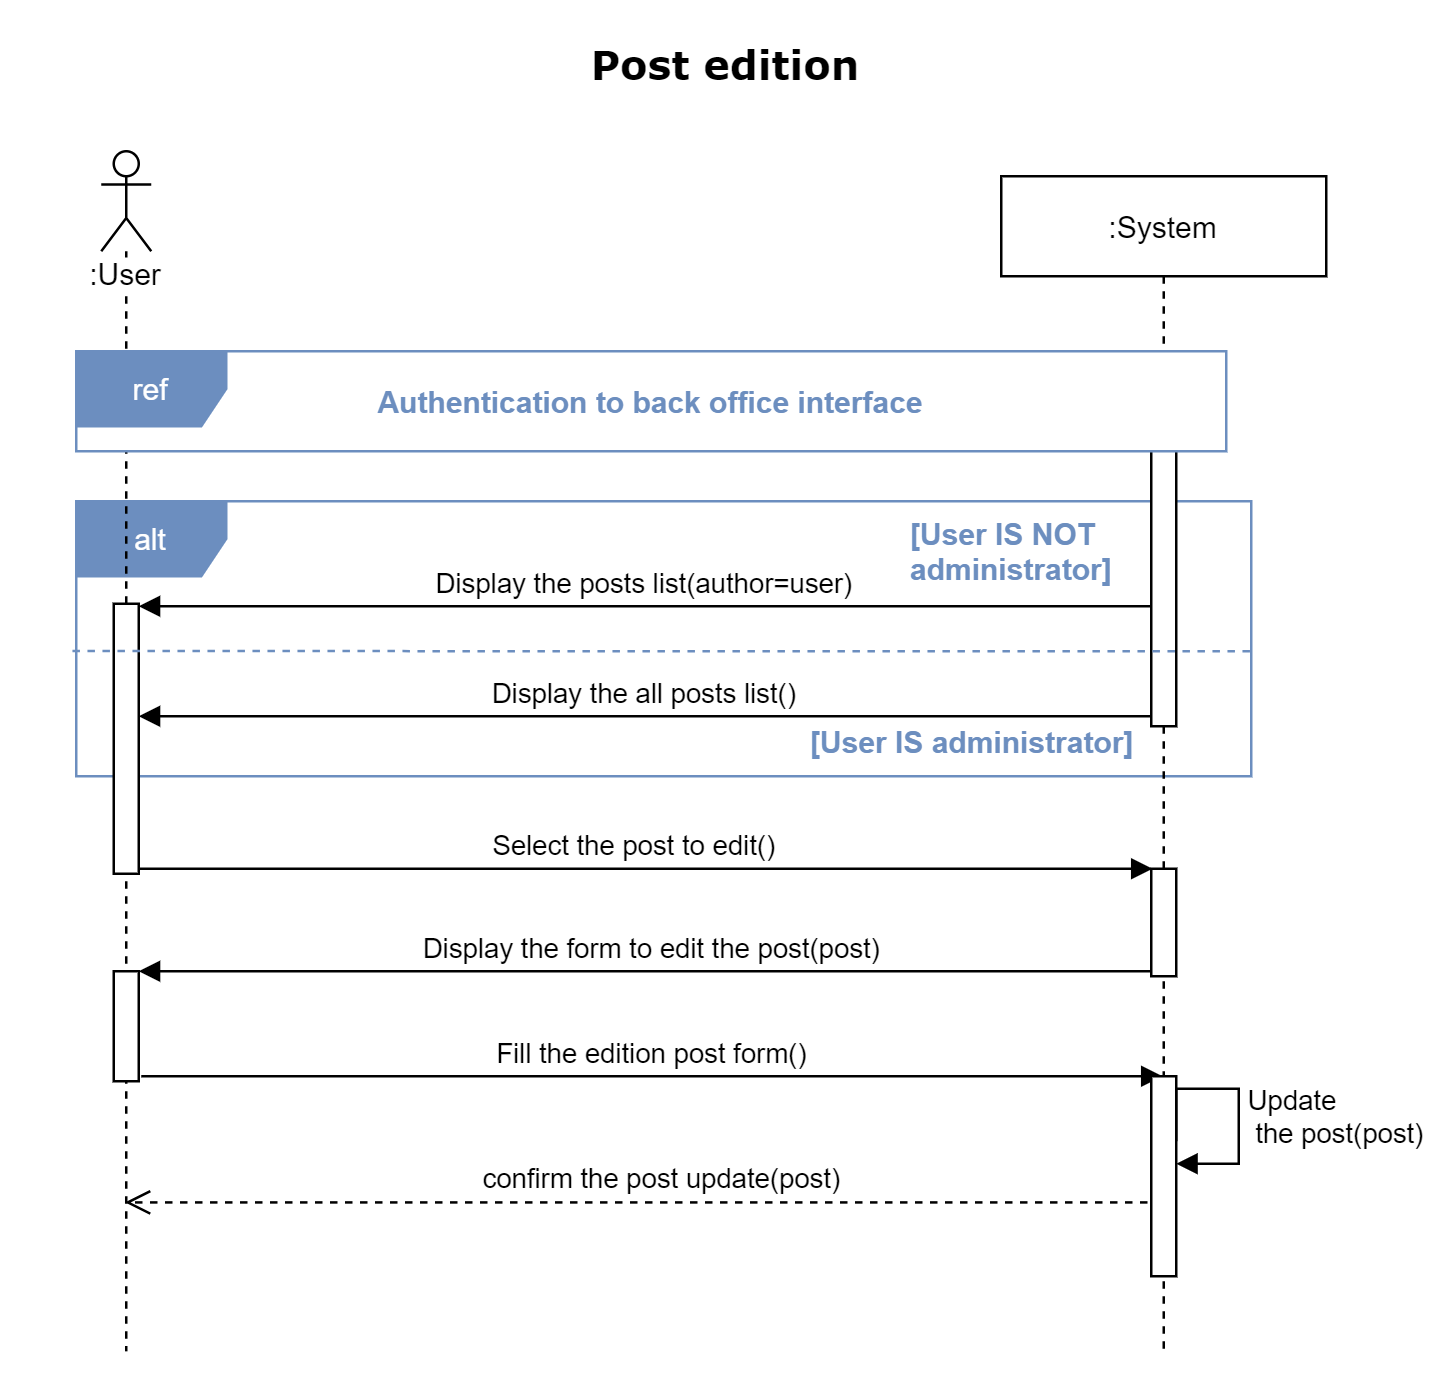 Post edition
:User
:System
ref
Authentication to back office interface
alt
[User IS NOT
administrator]
Display the posts list(author=user)
Display the all posts list()
[User IS administrator]
Select the post to edit()
Display the form to edit the post(post)
Fill the edition post form()
Update
the post(post)
confirm the post update(post)